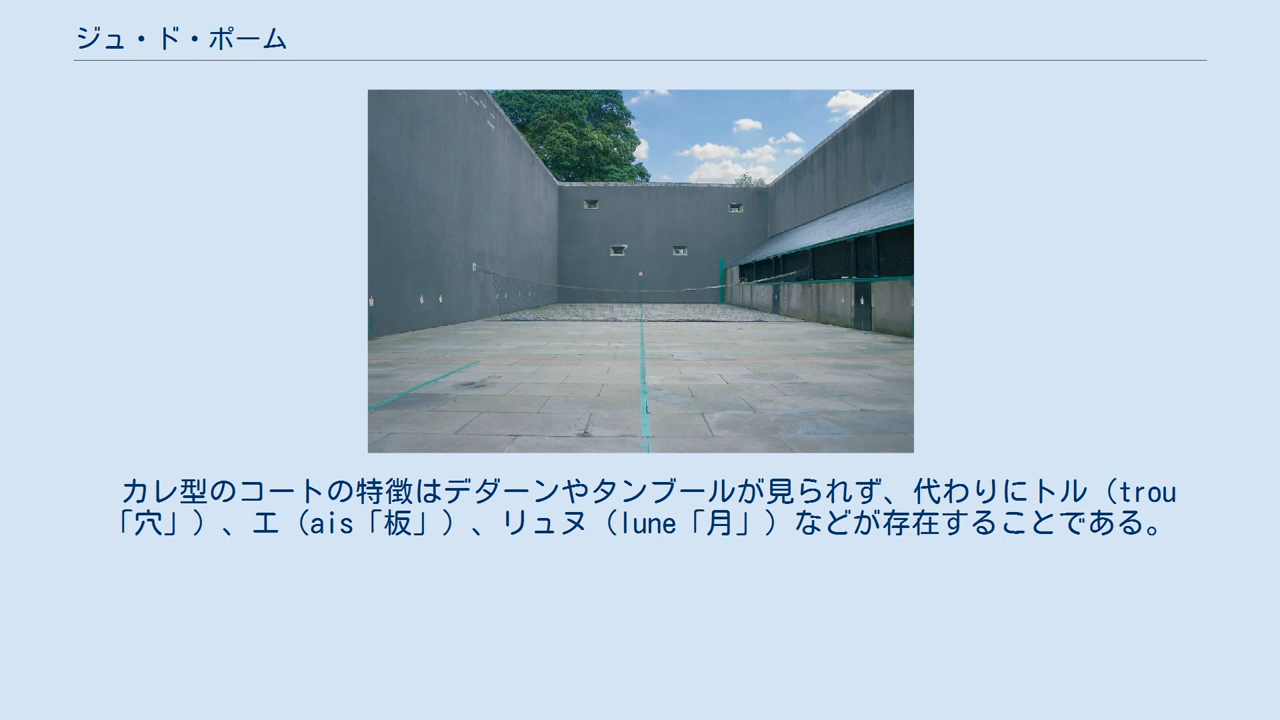 ジュ・ド・ポーム
カレ型のコートの特徴はデダーンやタンブールが見られず、代わりにトル（trou
「穴」）、エ（ais「板」）、リュヌ（lune「月」）などが存在することである。